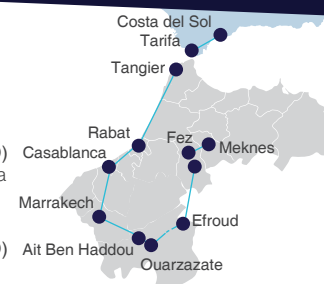 Costa del Sol
Tarifa
Tangier
Rabat
Fez
)
Casablanca
Meknes
a
Marrakech
Efroud
)
Ait Ben Haddou
Ouarzazate